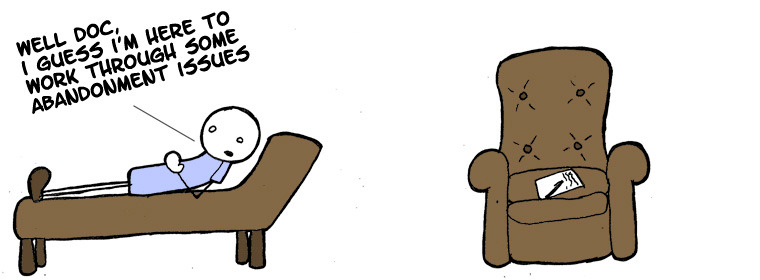 WELL DOC,
I GUESS I'M HERE TO
WORK THROUGH SOME
ABANDONMENT ISSUES